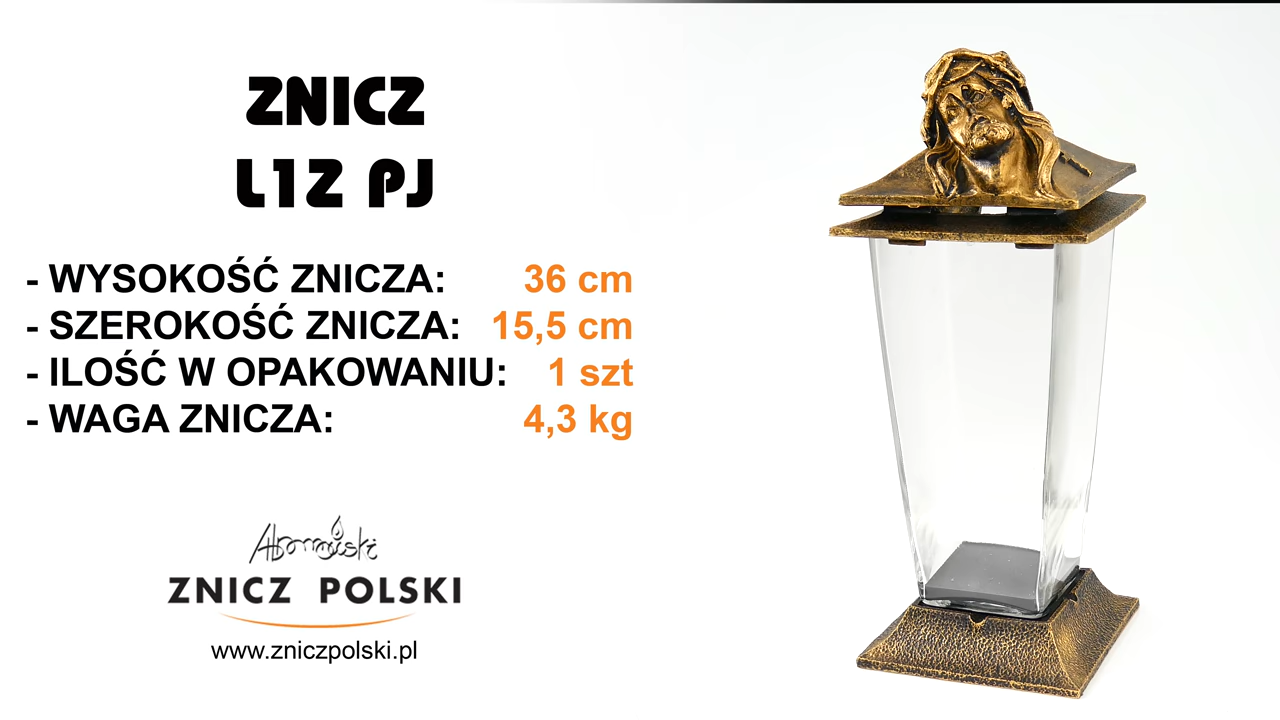 ZNICZ
L1Z PJ
- WYSOKOŚĆ ZNICZA: 36 cm
- SZEROKOŚĆ ZNICZA: 15,5 cm
- ILOŚĆ W OPAKOWANIU: 1 szt
- WAGA ZNICZA: 4,3 kg
ZNICZ POLSKI
www.zniczpolski.pl